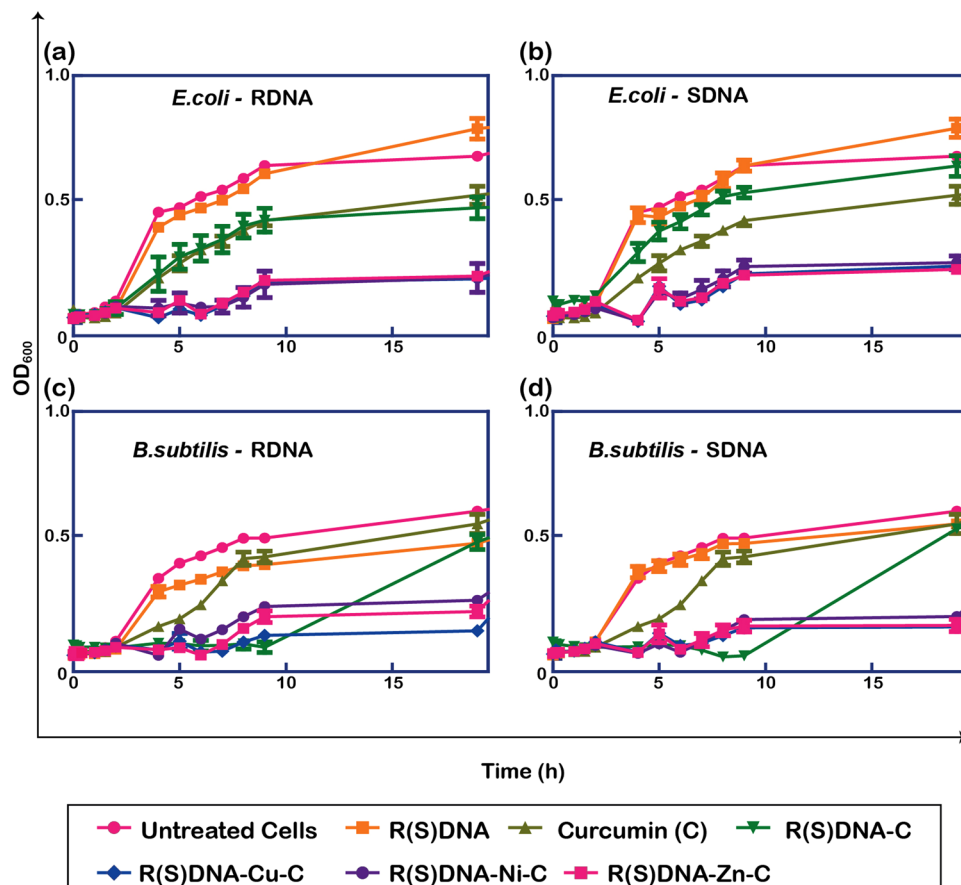 (a)
(b)
1.0
E.coli - RDNA
0.5
0
0
5
10
15
1.0
E.coli - SDNA
0.5
0
0
5
10
15
(c)
(d)
1.0
B.subtilis - RDNA
0.5
0
0
5
10
15
1.0
B.subtilis - SDNA
0.5
0
0
5
10
15
OD600
Time (h)
Untreated Cells R(S)DNA Curcumin (C) R(S)DNA-C
R(S)DNA-Cu-C R(S)DNA-Ni-C R(S)DNA-Zn-C